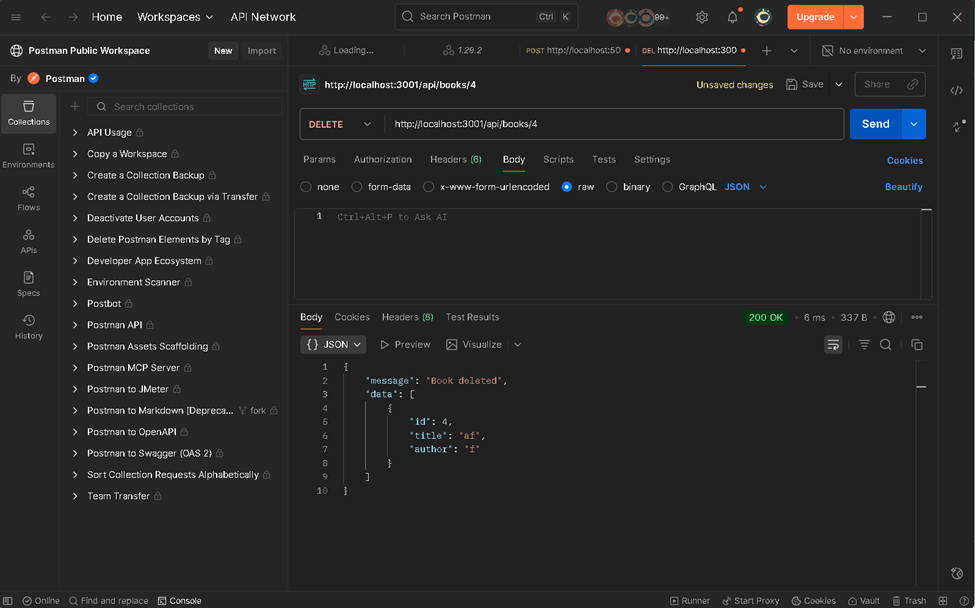 Home Workspaces API Network Search Postman Ctrl K 99+ Upgrade
Postman Public Workspace New Import Loading... 1.29.2 POST http://localhost:50 DEL http://localhost:300 No environment
By Postman
http://localhost:3001/api/books/4 Unsaved changes Save Share
Collections
Search collections
DELETE http://localhost:3001/api/books/4 Send
API Usage
Copy a Workspace
Create a Collection Backup
Create a Collection Backup via Transfer
Deactivate User Accounts
Delete Postman Elements by Tag
Developer App Ecosystem
Environment Scanner
Postbot
Postman API
Postman Assets Scaffolding
Postman MCP Server
Postman to JMeter
Postman to Markdown [Depreca... fork
Postman to OpenAPI
Postman to Swagger (OAS 2)
Sort Collection Requests Alphabetically
Team Transfer
Environments
Flows
APIs
Specs
History
Params Authorization Headers (6) Body Scripts Tests Settings Cookies
none form-data x-www-form-urlencoded raw binary GraphQL JSON Beautify
1 Ctrl+Alt+P to Ask AI
Body Cookies Headers (8) Test Results 200 OK 6 ms 337 B
{} JSON Preview Visualize
1 {
2 "message": "Book deleted",
3 "data": [
4 {
5 "id": 4,
6 "title": "af",
7 "author": "f"
8 }
9 ]
10 }
Online Find and replace Console Runner Start Proxy Cookies Vault Trash